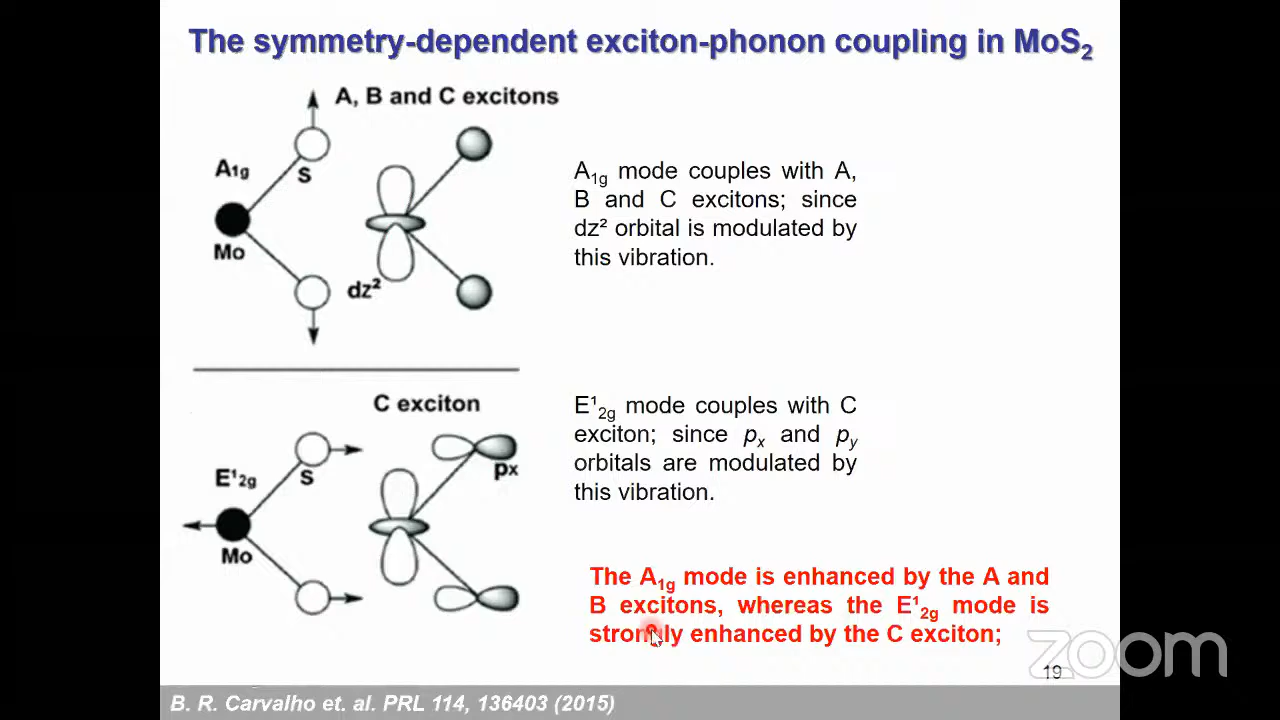 The symmetry-dependent exciton-phonon coupling in MoS₂
A, B and C excitons
A₁g
S
Mo
dz²
A₁g mode couples with A,
B and C excitons; since
dz² orbital is modulated by
this vibration.
C exciton
E¹₂g
S
Mo
px
E¹₂g mode couples with C
exciton; since pₓ and pᵧ
orbitals are modulated by
this vibration.
The A₁g mode is enhanced by the A and
B excitons, whereas the E¹₂g mode is
strongly enhanced by the C exciton;
zoom
19
B. R. Carvalho et. al. PRL 114, 136403 (2015)